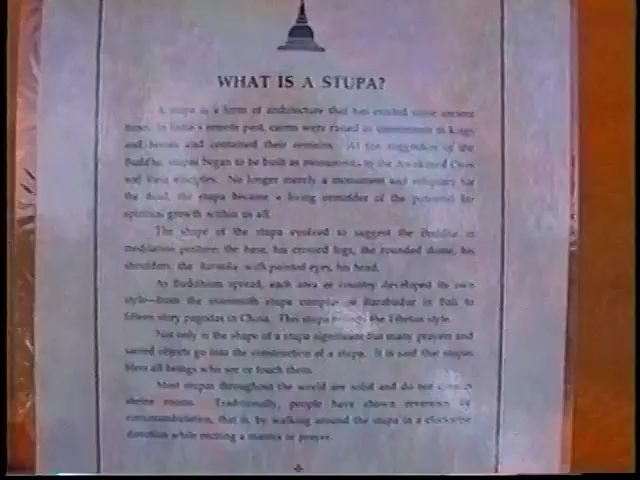 WHAT IS A STUPA?
A stupa is a form of architecture that has existed since ancient
times. In India's remote past, cairns were raised as monuments to kings
and heroes and contained their remains. At the suggestion of the
Buddha, stupas began to be built as monuments to the Awakened Ones
and their disciples. No longer merely a monument and reliquary for
the dead, the stupa became a living reminder of the potential for
spiritual growth within us all.
The shape of the stupa evolved to suggest the Buddha in
meditation posture; the base, his crossed legs, the rounded dome, his
shoulders, the harmika with painted eyes, his head.
As Buddhism spread, each area or country developed its own
style—from the mammoth stupa complex at Barabudur in Bali to
fifteen story pagodas in China. This stupa the Tibetan style.
Not only is the shape of a stupa significant but many prayers and
sacred objects go into the construction of a stupa. It is said that stupas
bless all beings who see or touch them.
Most stupas throughout the world are solid and do not contain
shrine rooms. Traditionally, people have shown reverence by
circumambulation, that is, by walking around the stupa in a clockwise
direction while reciting a mantra or prayer.